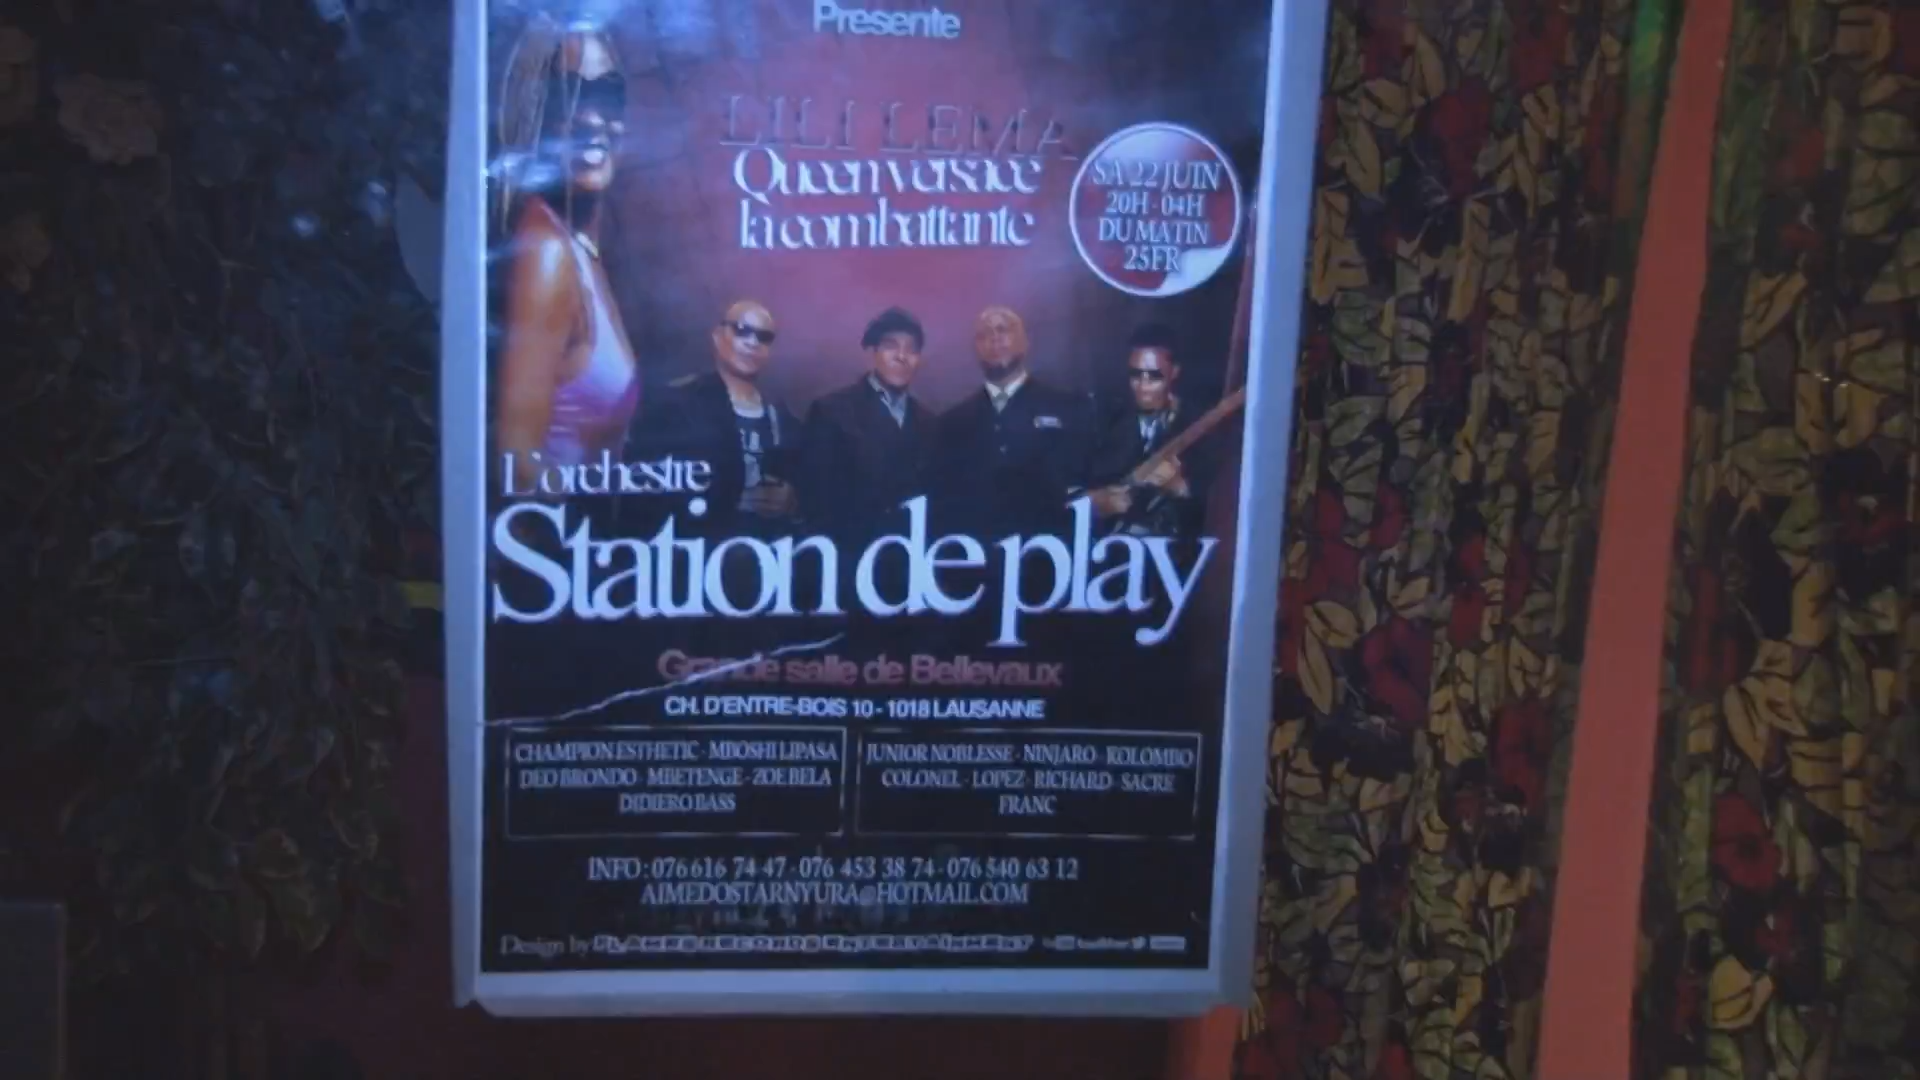 Presente
LILI LEMA
Queen versace
la combattante
SA 22 JUIN
20H - 04H
DU MATIN
25FR
L'orchestre
Station de play
Grande salle de Bellevaux
CH. D'ENTRE-BOIS 10 - 1018 LAUSANNE
CHAMPION ESTHETIC - MBOSHI LIPASA
DEO BRONDO - MBETENGE - ZOE BELA
DIDIERO BASS
JUNIOR NOBLESSE - NINJARO - KOLOMBO
COLONEL - LOPEZ - RICHARD - SACRE
FRANC
INFO : 076 616 74 47 - 076 453 38 74 - 076 540 63 12
AIMEDOSTARNYURA@HOTMAIL.COM
Design by